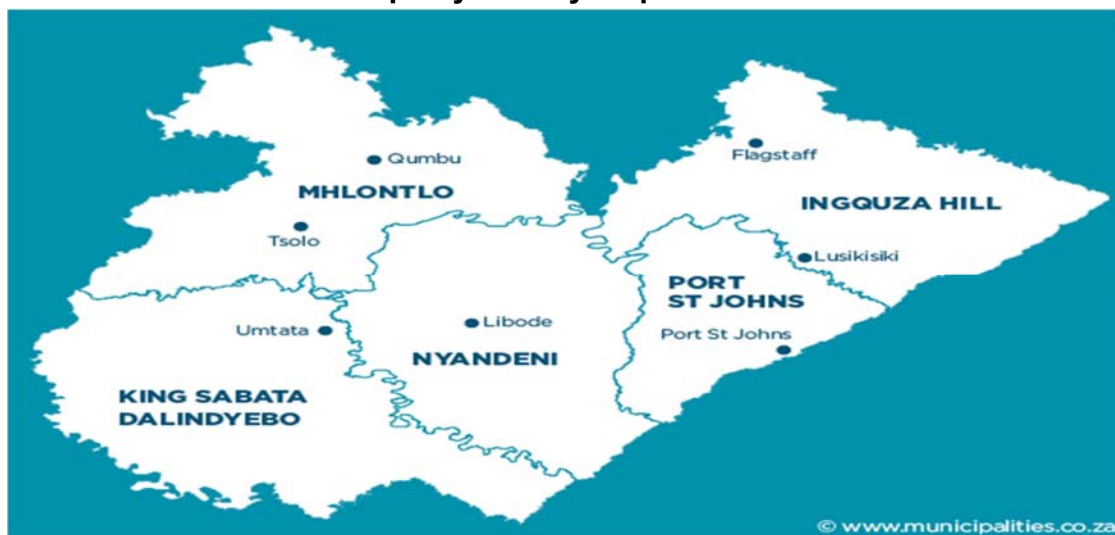 Qumbu
MHLONTLO
Tsolo
Flagstaff
INGQUZA HILL
Lusikisiki
PORT
ST JOHNS
Port St Johns
Umtata
Libode
NYANDENI
KING SABATA
DALINDYEBO
© www.municipalities.co.za